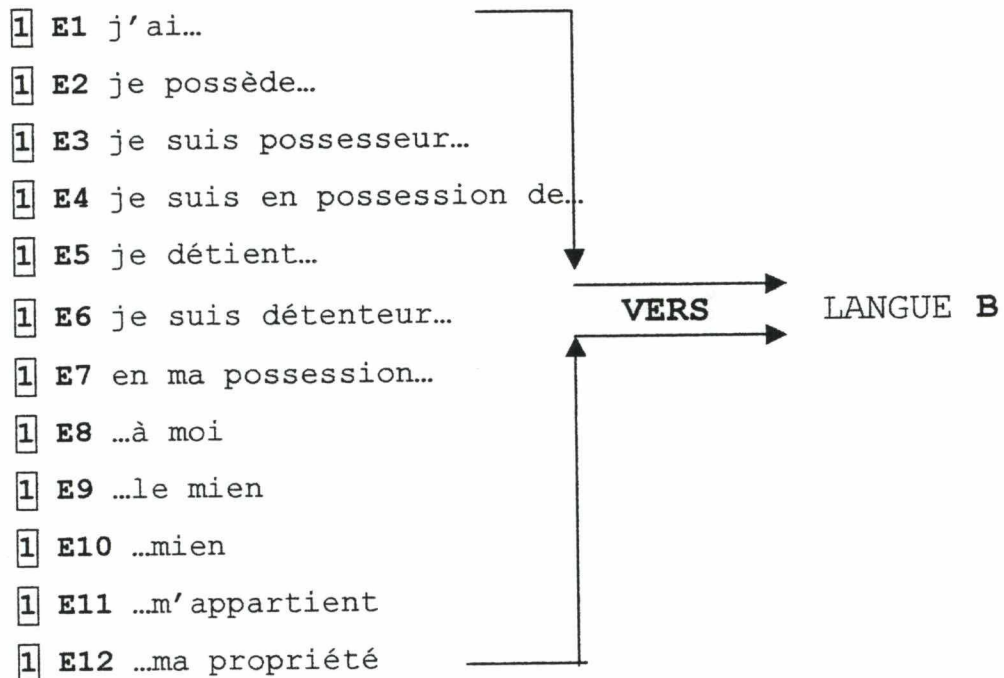 1 E1 j'ai…
1 E2 je possède…
1 E3 je suis possesseur…
1 E4 je suis en possession de…
1 E5 je détient…
1 E6 je suis détenteur…
VERS LANGUE B
1 E7 en ma possession…
1 E8 …à moi
1 E9 …le mien
1 E10 …mien
1 E11 …m'appartient
1 E12 …ma propriété